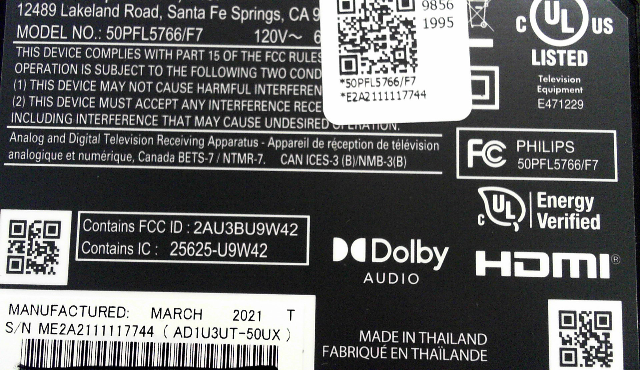 12489 Lakeland Road, Santa Fe Springs, CA 9
MODEL NO.: 50PFL5766/F7 120V~ 6
THIS DEVICE COMPLIES WITH PART 15 OF THE FCC RULES
OPERATION IS SUBJECT TO THE FOLLOWING TWO COND
(1) THIS DEVICE MAY NOT CAUSE HARMFUL INTERFEREN
(2) THIS DEVICE MUST ACCEPT ANY INTERFERENCE RECE
INCLUDING INTERFERENCE THAT MAY CAUSE UNDESIRED OPERATION.
Analog and Digital Television Receiving Apparatus - Appareil de réception de télévision
analogique et numérique, Canada BETS-7 / NTMR-7. CAN ICES-3 (B)/NMB-3(B)
9856
1995
*50PFL5766/F7
*E2A2111117744
C UL US
LISTED
Television
Equipment
E471229
FC PHILIPS
50PFL5766/F7
C UL Energy
Verified
Contains FCC ID : 2AU3BU9W42
Contains IC : 25625-U9W42
Dolby
AUDIO
HDMI®
MANUFACTURED: MARCH 2021 T
S/N ME2A2111117744 ( AD1U3UT-50UX )
MADE IN THAILAND
FABRIQUÉ EN THAÏLANDE